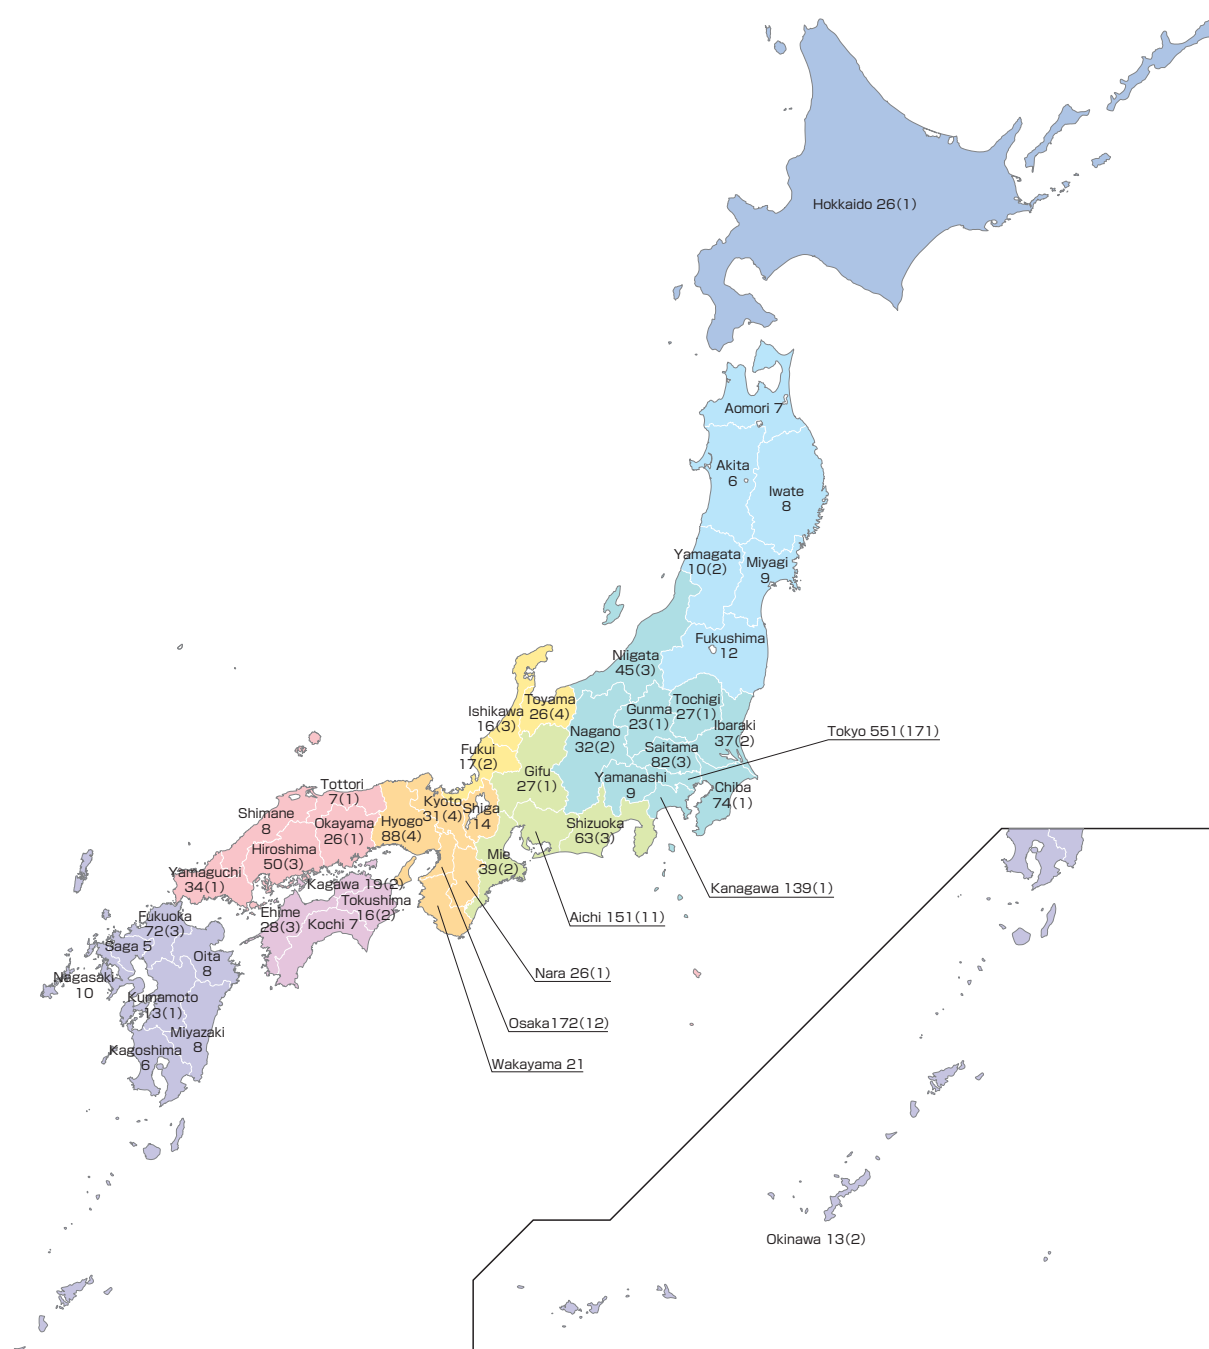 Hokkaido 26(1)
Aomori 7
Akita
6
Iwate
8
Yamagata
10(2)
Miyagi
9
Fukushima
12
Niigata
45(3)
Toyama
26(4)
Ishikawa
16(3)
Fukui
17(2)
Tochigi
27(1)
Gunma
23(1)
Ibaraki
37(2)
Nagano
32(2)
Saitama
82(3)
Tokyo 551(171)
Yamanashi
9
Chiba
74(1)
Gifu
27(1)
Shizuoka
63(3)
Kanagawa 139(1)
Aichi 151(11)
Mie
39(2)
Kyoto
31(4)
Shiga
14
Hyogo
88(4)
Nara 26(1)
Osaka172(12)
Wakayama 21
Tottori
7(1)
Shimane
8
Okayama
26(1)
Hiroshima
50(3)
Yamaguchi
34(1)
Kagawa 19(2)
Tokushima
16(2)
Ehime
28(3)
Kochi 7
Fukuoka
72(3)
Saga 5
Oita
8
Nagasaki
10
Kumamoto
13(1)
Miyazaki
8
Kagoshima
6
Okinawa 13(2)